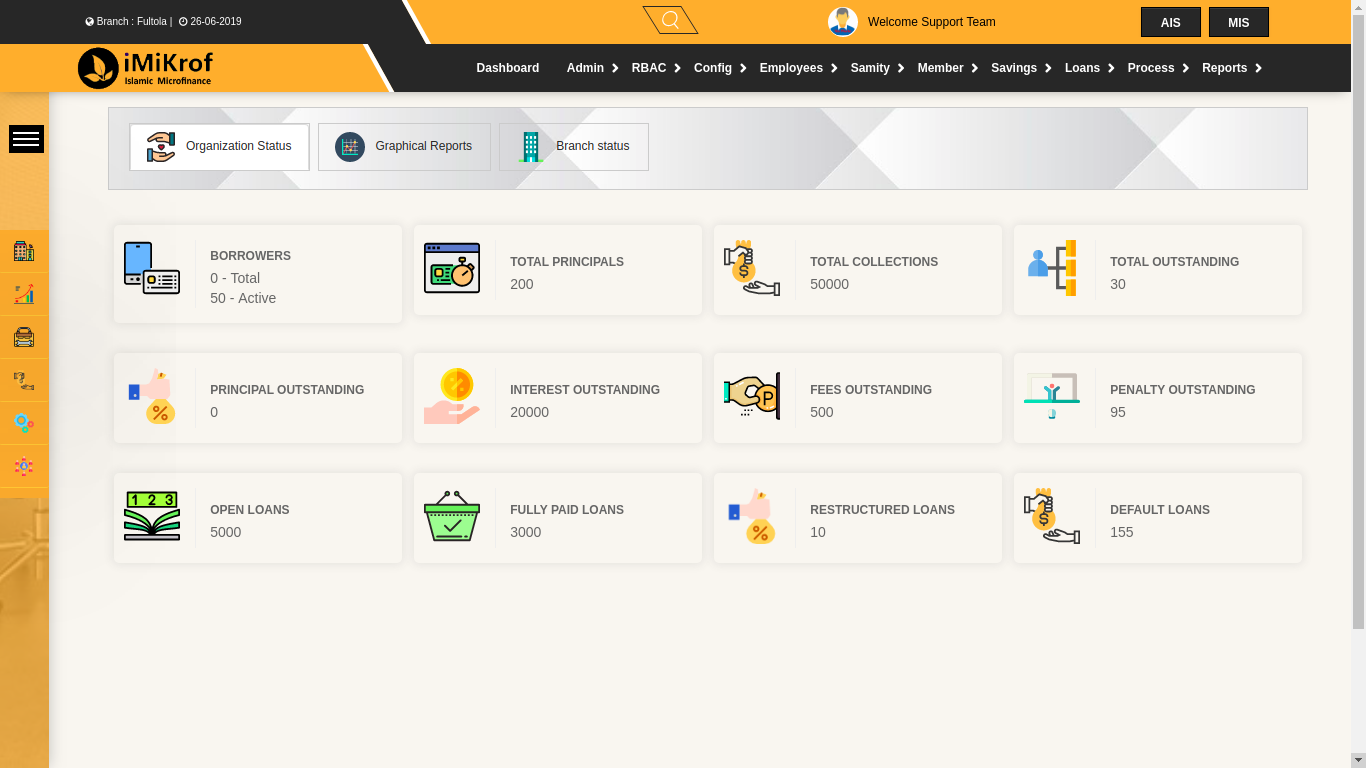 Branch : Fultola | 26-06-2019
Welcome Support Team
AIS MIS
iMiKrof
Islamic Microfinance
Dashboard Admin RBAC Config Employees Samity Member Savings Loans Process Reports
Organization Status Graphical Reports Branch status
BORROWERS
0 - Total
50 - Active
TOTAL PRINCIPALS
200
TOTAL COLLECTIONS
50000
TOTAL OUTSTANDING
30
PRINCIPAL OUTSTANDING
0
INTEREST OUTSTANDING
20000
FEES OUTSTANDING
500
P
PENALTY OUTSTANDING
95
1 2 3
OPEN LOANS
5000
FULLY PAID LOANS
3000
RESTRUCTURED LOANS
10
DEFAULT LOANS
155